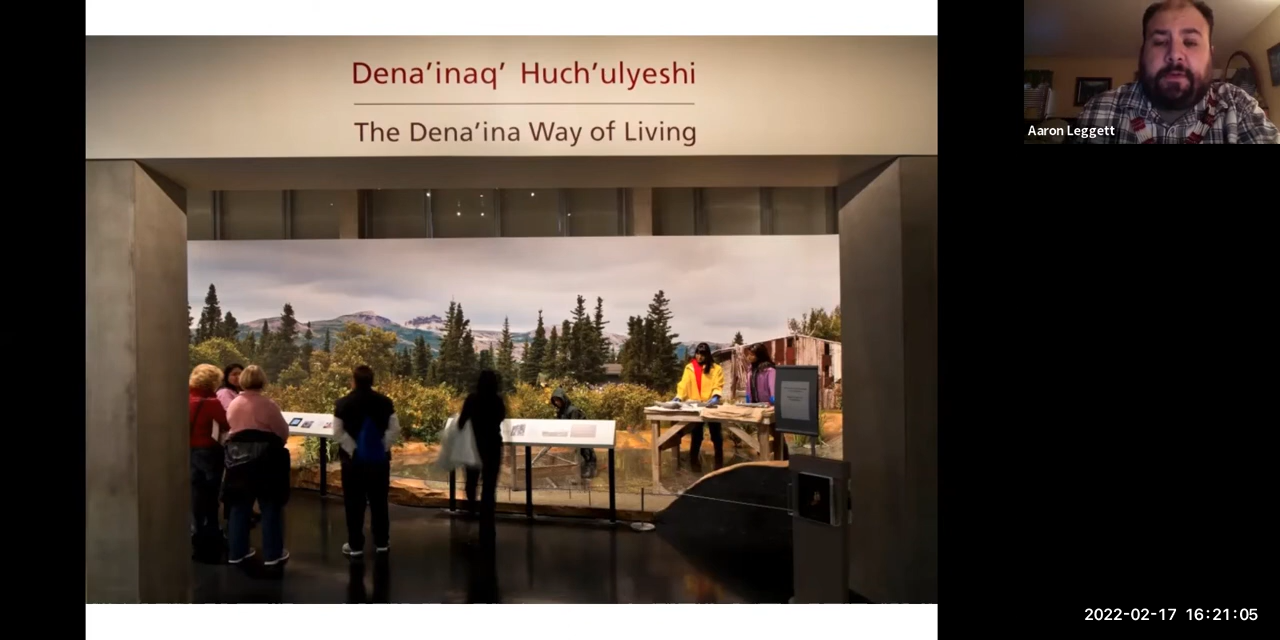 Dena’inaq’ Huch’ulyeshi
The Dena’ina Way of Living
Aaron Leggett
2022-02-17 16:21:05